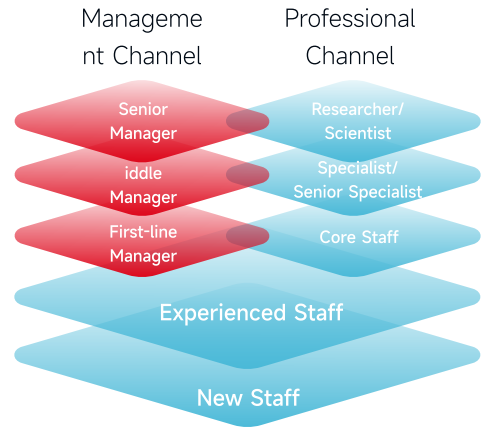 Manageme
nt Channel
Professional
Channel
Senior
Manager
Researcher/
Scientist
iddle
Manager
Specialist/
Senior Specialist
First-line
Manager
Core Staff
Experienced Staff
New Staff